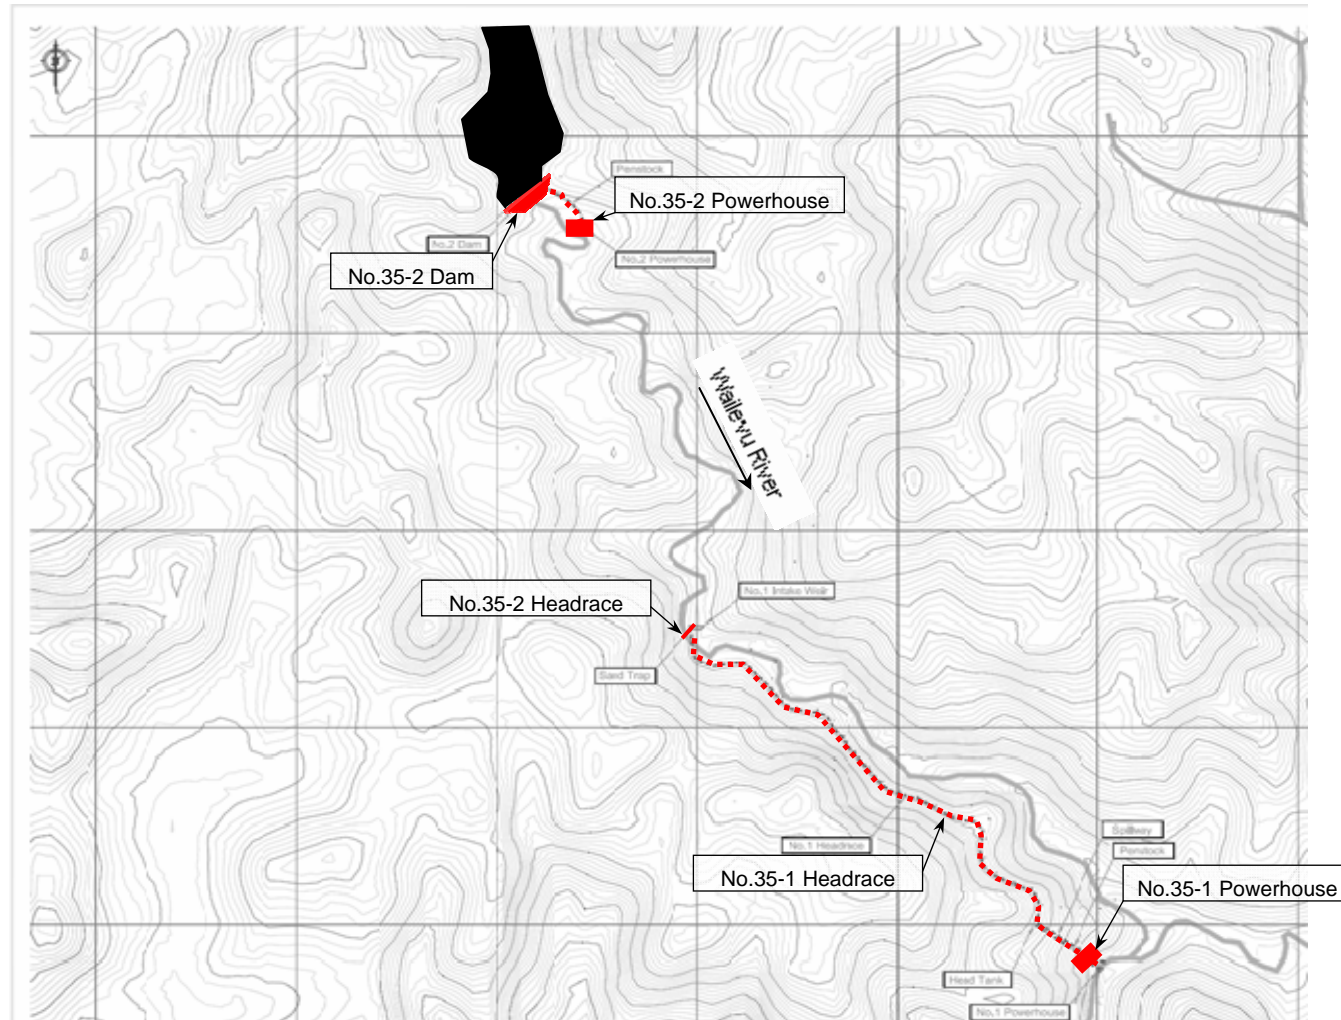 Penstock
No.35-2 Powerhouse
No.2 Dam
No.2 Powerhouse
No.35-2 Dam
Wailevu River
No.1 Intake Weir
No.35-2 Headrace
Sand Trap
Spillway
No.1 Headrace
Penstock
No.35-1 Headrace
No.35-1 Powerhouse
Head Tank
No.1 Powerhouse